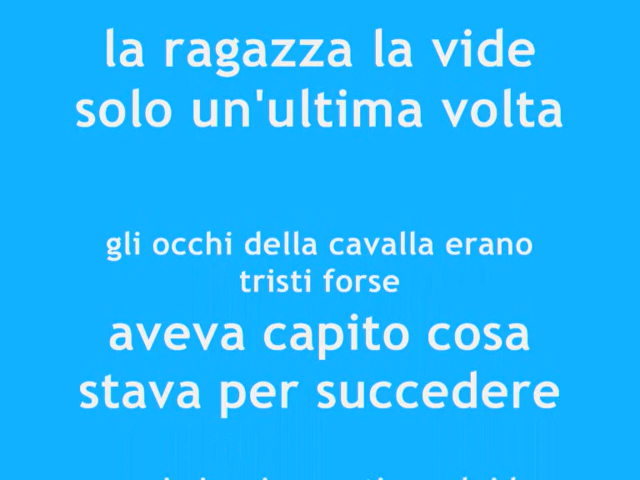 la ragazza la vide
solo un'ultima volta
gli occhi della cavalla erano
tristi forse
aveva capito cosa
stava per succedere